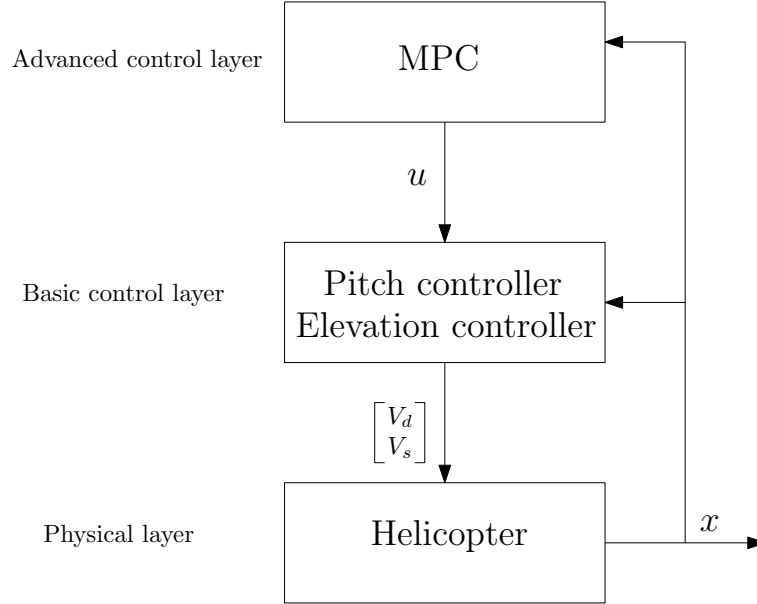 Advanced control layer
MPC
u
Basic control layer
Pitch controller
Elevation controller
V_d
V_s
Physical layer
Helicopter
x